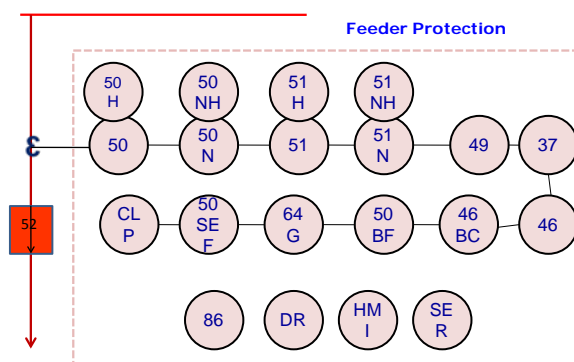 Feeder Protection
50
H
50
NH
51
H
51
NH
50
50
N
51
51
N
49
37
52
CL
P
50
SE
F
64
G
50
BF
46
BC
46
86
DR
HM
I
SE
R